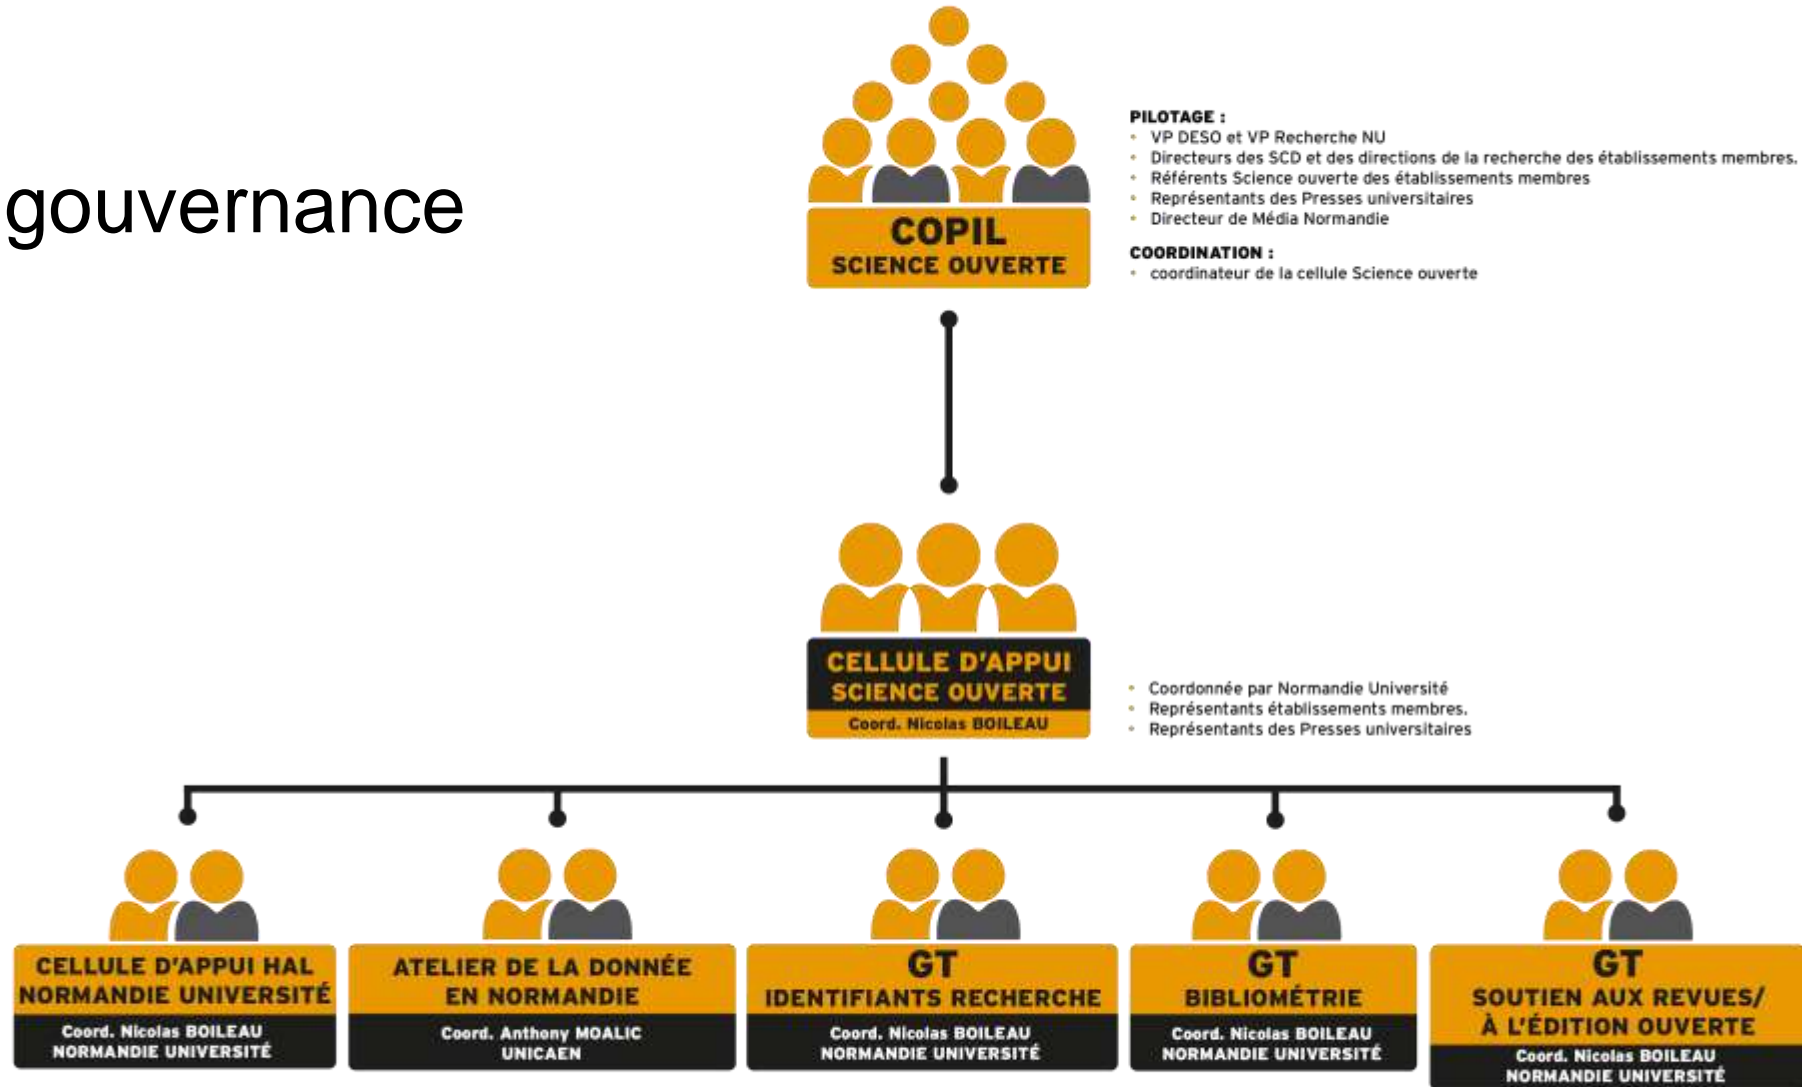 gouvernance
COPIL
SCIENCE OUVERTE
PILOTAGE :
• VP DESO et VP Recherche NU
• Directeurs des SCD et des directions de la recherche des établissements membres.
• Référents Science ouverte des établissements membres
• Représentants des Presses universitaires
• Directeur de Média Normandie
COORDINATION :
• coordinateur de la cellule Science ouverte
CELLULE D'APPUI
SCIENCE OUVERTE
Coord. Nicolas BOILEAU
• Coordonnée par Normandie Université
• Représentants établissements membres.
• Représentants des Presses universitaires
CELLULE D'APPUI HAL
NORMANDIE UNIVERSITÉ
Coord. Nicolas BOILEAU
NORMANDIE UNIVERSITÉ
ATELIER DE LA DONNÉE
EN NORMANDIE
Coord. Anthony MOALIC
UNICAEN
GT
IDENTIFIANTS RECHERCHE
Coord. Nicolas BOILEAU
NORMANDIE UNIVERSITÉ
GT
BIBLIOMÉTRIE
Coord. Nicolas BOILEAU
NORMANDIE UNIVERSITÉ
GT
SOUTIEN AUX REVUES/
À L'ÉDITION OUVERTE
Coord. Nicolas BOILEAU
NORMANDIE UNIVERSITÉ